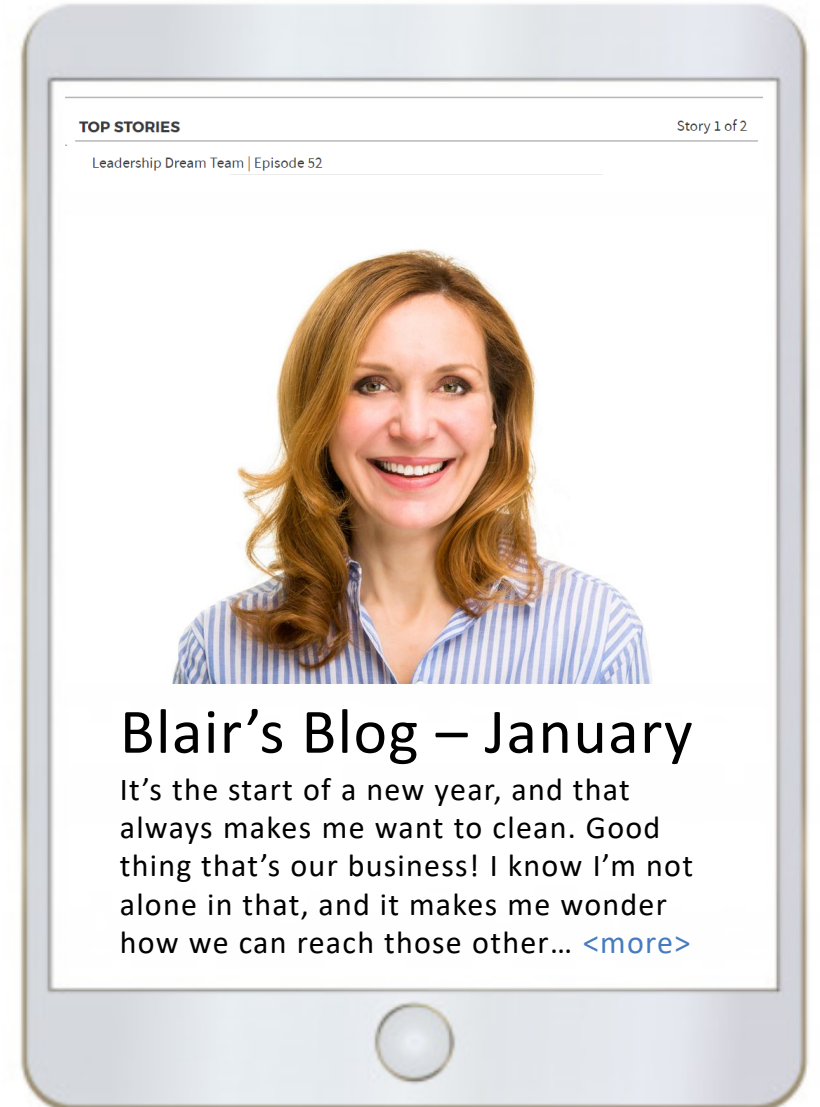 TOP STORIES
Story 1 of 2
Leadership Dream Team | Episode 52
Blair’s Blog – January
It’s the start of a new year, and that
always makes me want to clean. Good
thing that’s our business! I know I’m not
alone in that, and it makes me wonder
how we can reach those other… <more>